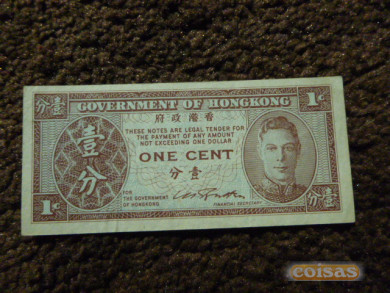 分壹 GOVERNMENT OF HONGKONG 1¢
府政港香
THESE NOTES ARE LEGAL TENDER FOR
THE PAYMENT OF ANY AMOUNT
NOT EXCEEDING ONE DOLLAR
壹分
ONE CENT
分壹
FOR
THE GOVERNMENT
OF HONGKONG
FINANCIAL SECRETARY
1¢ 分壹
coisas